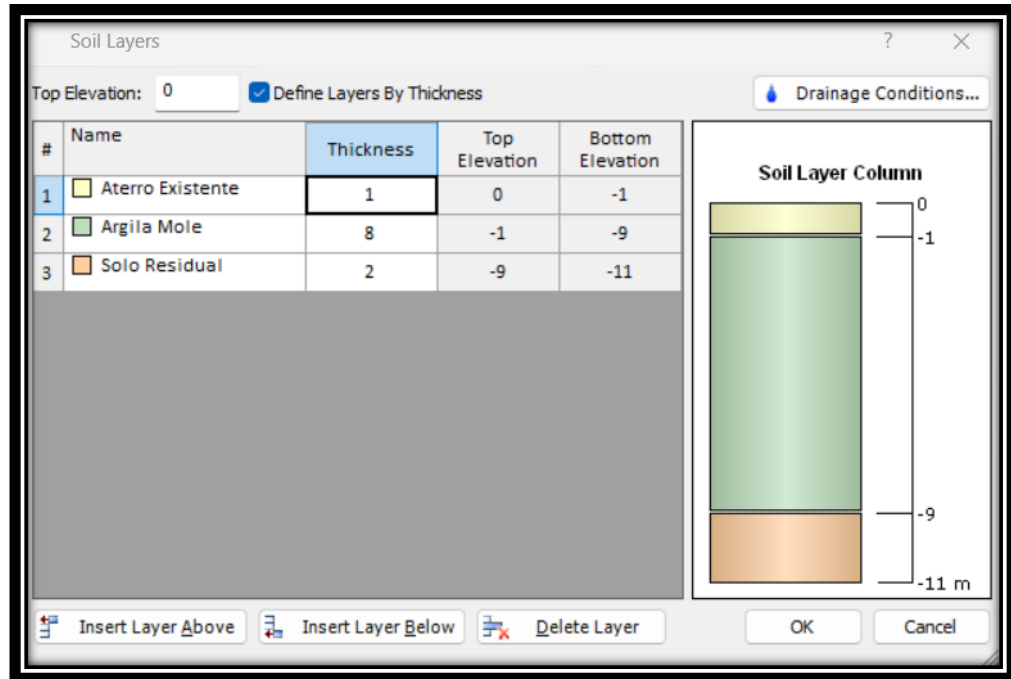 Soil Layers ?
Top Elevation: 0 Define Layers By Thickness Drainage Conditions...
# Name Thickness Top Elevation Bottom Elevation
1 Aterro Existente 1 0 -1
2 Argila Mole 8 -1 -9
3 Solo Residual 2 -9 -11
Soil Layer Column
0
-1
-9
-11 m
Insert Layer Above Insert Layer Below Delete Layer OK Cancel